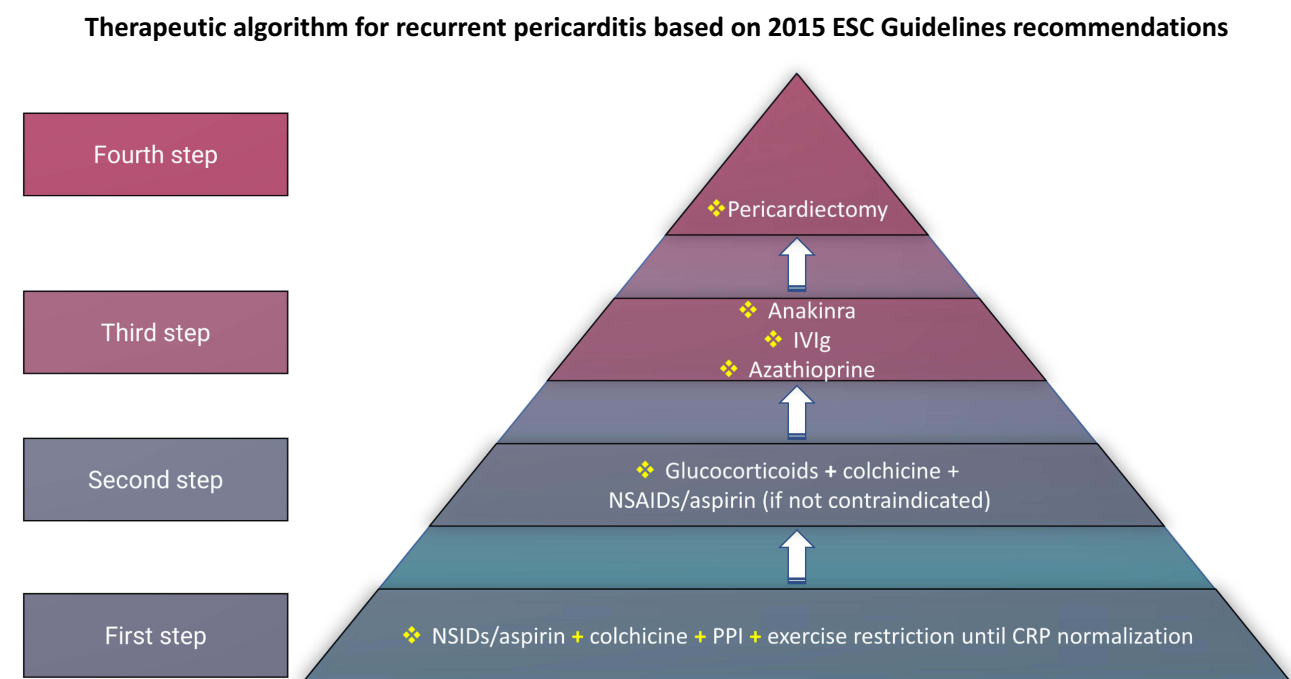 Therapeutic algorithm for recurrent pericarditis based on 2015 ESC Guidelines recommendations
Fourth step
❖Pericardiectomy
Third step
❖ Anakinra
❖ IVIg
❖ Azathioprine
Second step
❖ Glucocorticoids + colchicine +
NSAIDs/aspirin (if not contraindicated)
First step
❖ NSIDs/aspirin + colchicine + PPI + exercise restriction until CRP normalization